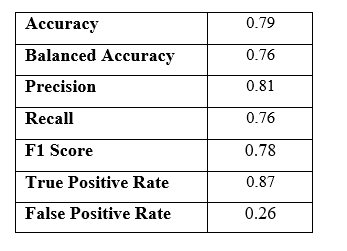 Accuracy 0.79
Balanced Accuracy 0.76
Precision 0.81
Recall 0.76
F1 Score 0.78
True Positive Rate 0.87
False Positive Rate 0.26